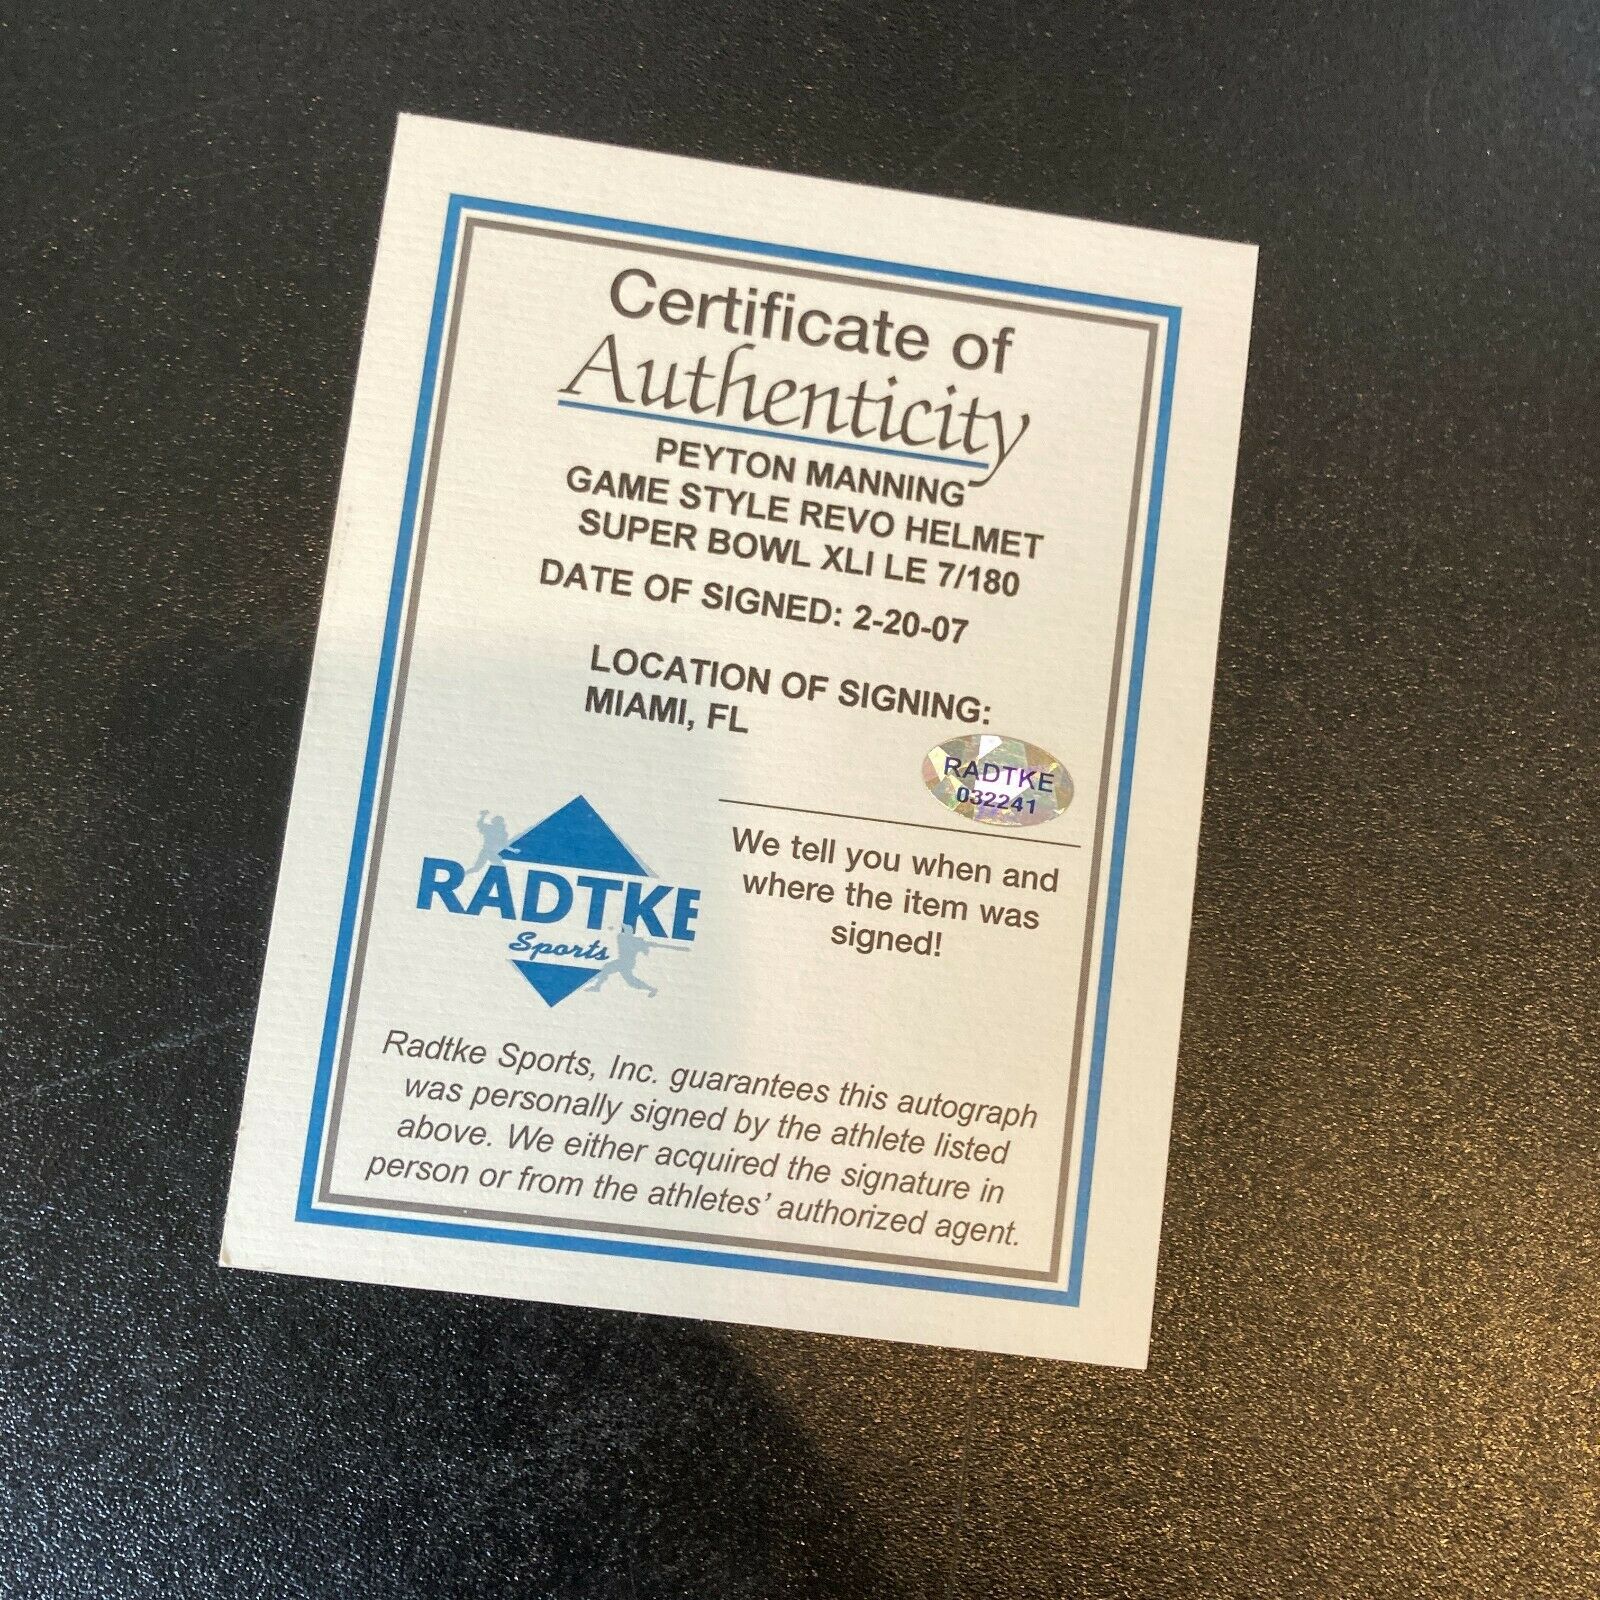 Certificate of
Authenticity
PEYTON MANNING
GAME STYLE REVO HELMET
SUPER BOWL XLI LE 7/180
DATE OF SIGNED: 2-20-07
LOCATION OF SIGNING:
MIAMI, FL
RADTKE
032241
We tell you when and
where the item was
signed!
RADTKE
Sports
Radtke Sports, Inc. guarantees this autograph
was personally signed by the athlete listed
above. We either acquired the signature in
person or from the athletes' authorized agent.